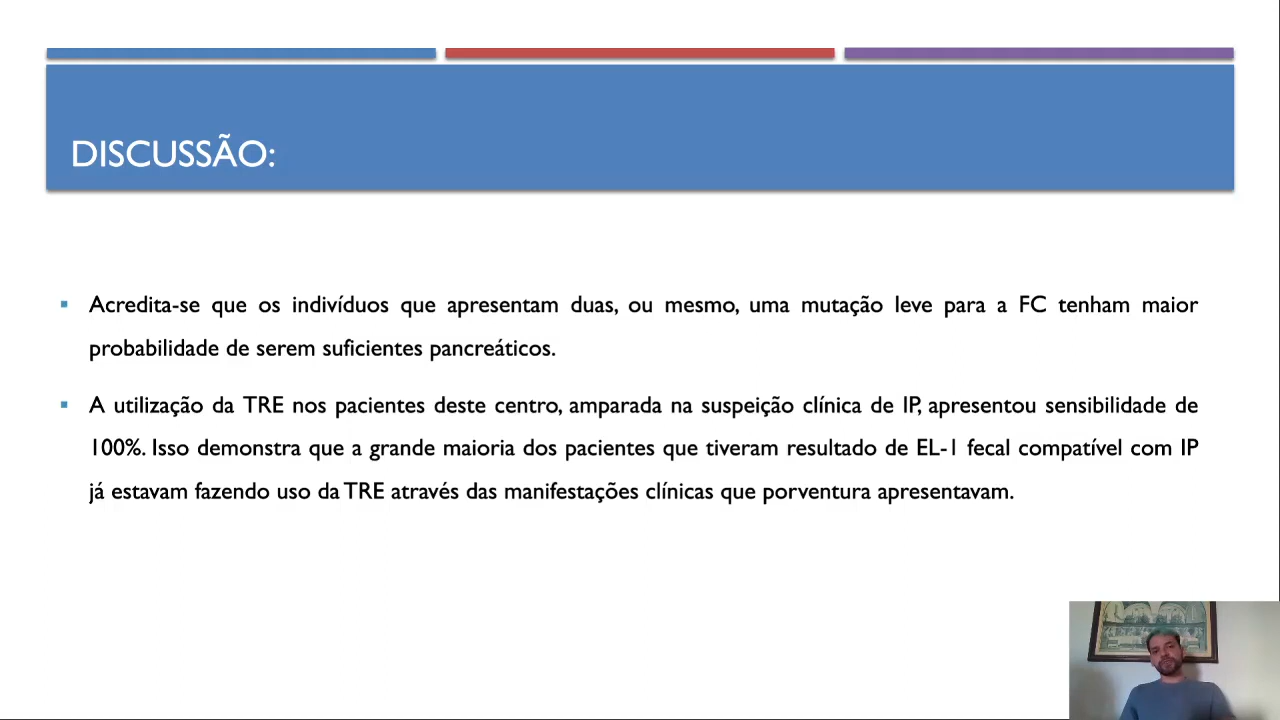 DISCUSSÃO:
Acredita-se que os indivíduos que apresentam duas, ou mesmo, uma mutação leve para a FC tenham maior
probabilidade de serem suficientes pancreáticos.
A utilização da TRE nos pacientes deste centro, amparada na suspeição clínica de IP, apresentou sensibilidade de
100%. Isso demonstra que a grande maioria dos pacientes que tiveram resultado de EL-1 fecal compatível com IP
já estavam fazendo uso da TRE através das manifestações clínicas que porventura apresentavam.